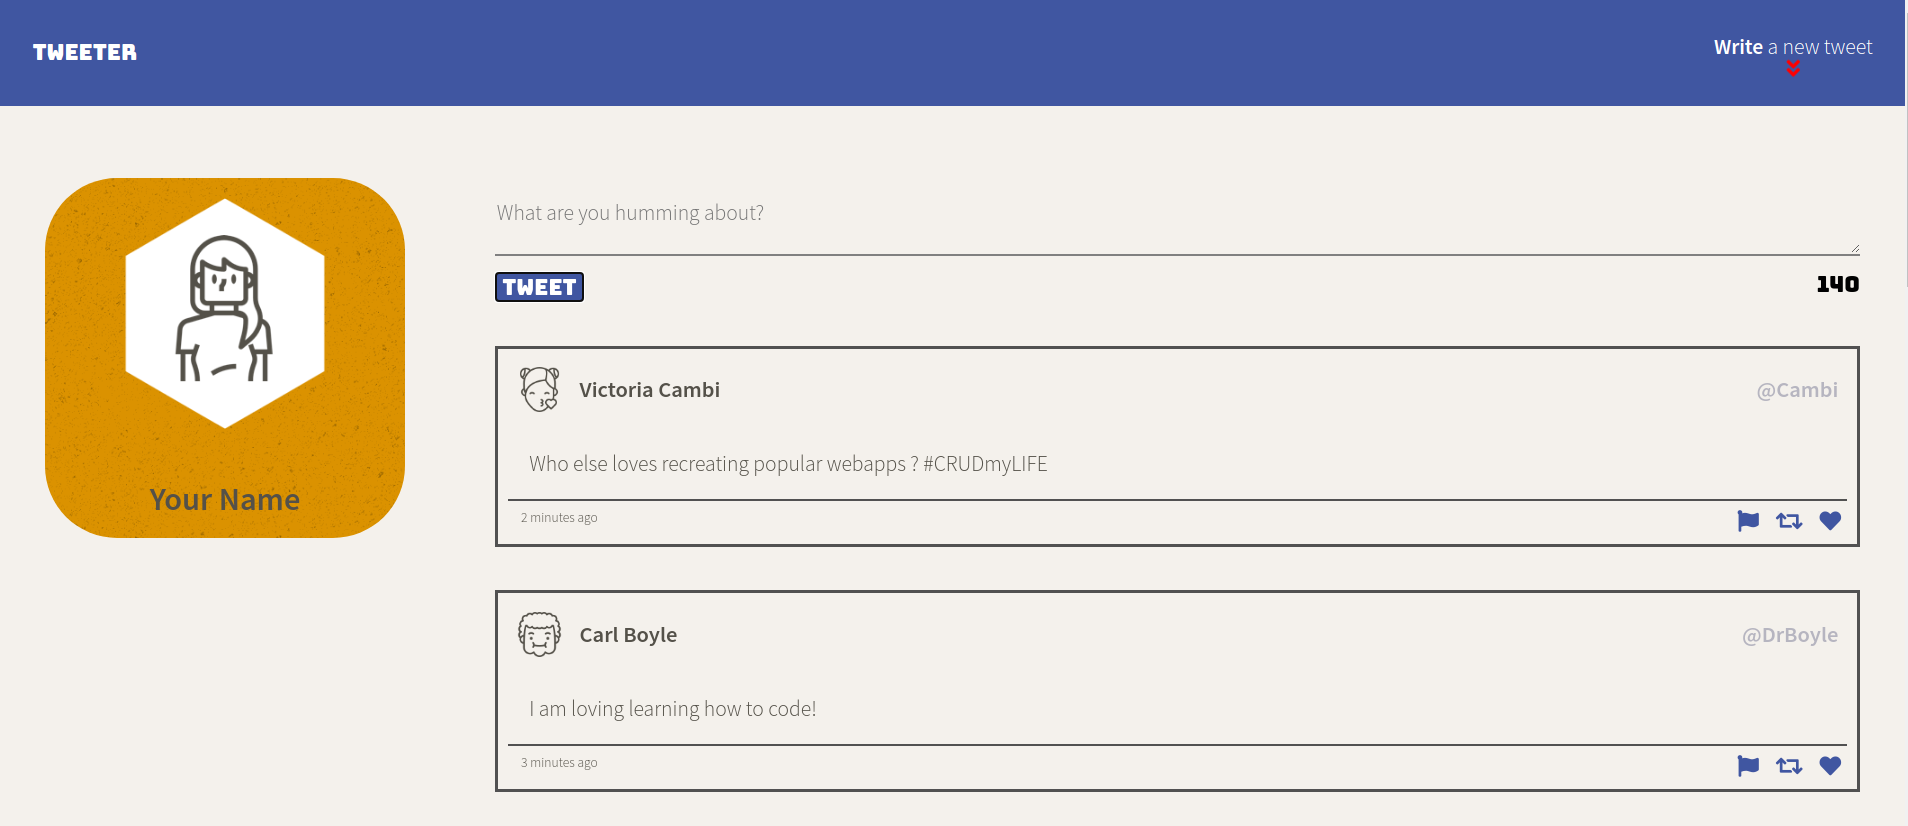 TWEETER
Write a new tweet
Your Name
What are you humming about?
TWEET
140
Victoria Cambi
@Cambi
Who else loves recreating popular webapps ? #CRUDmyLIFE
2 minutes ago
Carl Boyle
@DrBoyle
I am loving learning how to code!
3 minutes ago